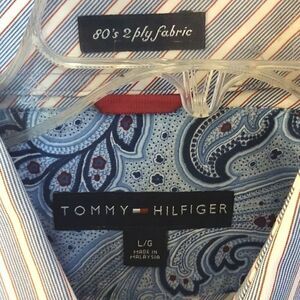 80's 2 ply fabric
TOMMY HILFIGER
L/G
MADE IN
MALAYSIA